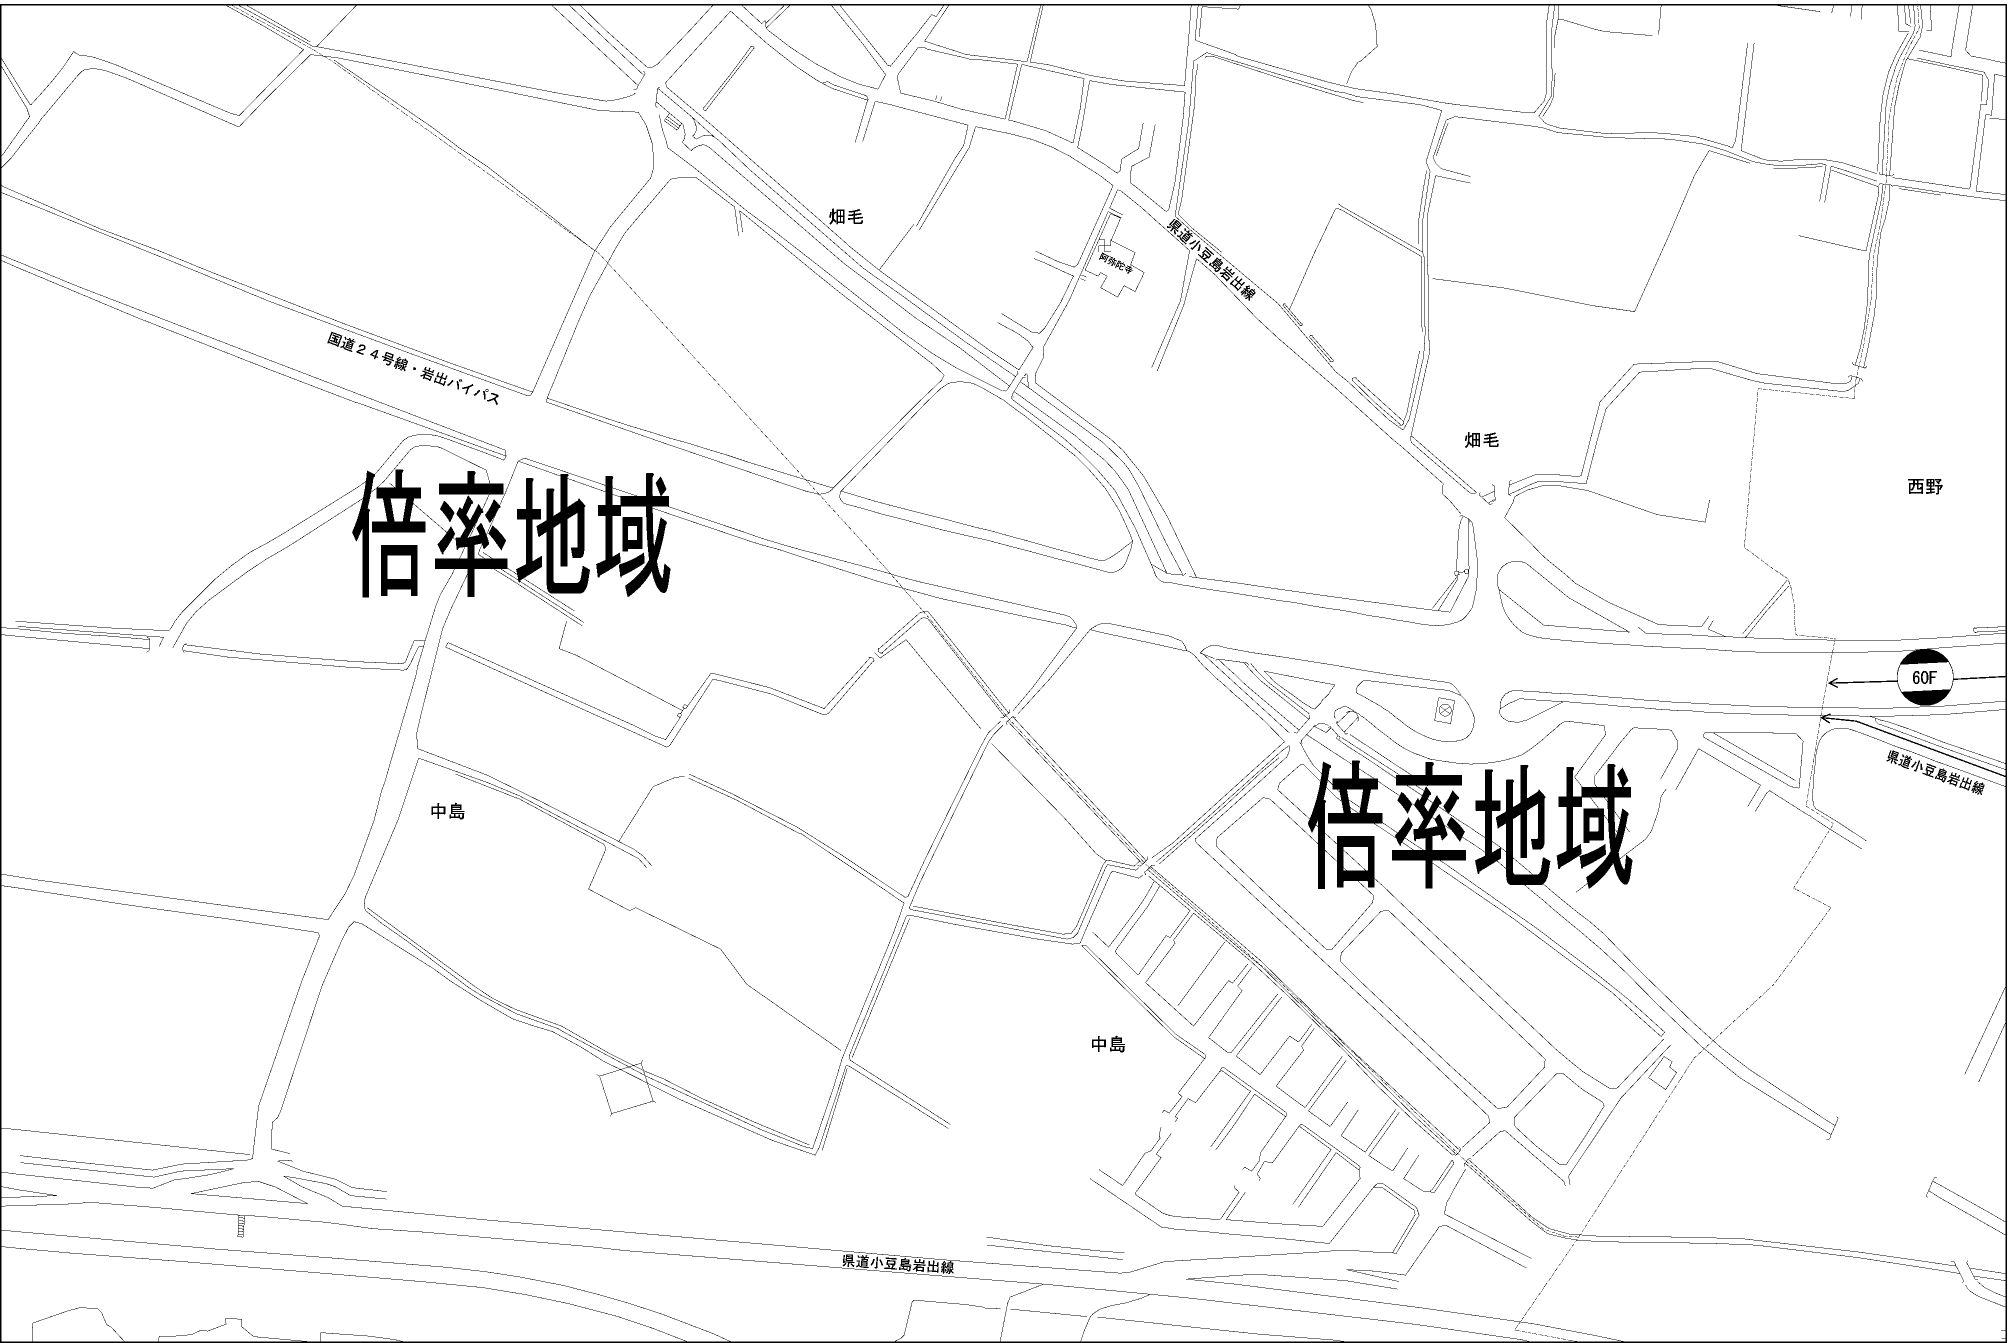 畑毛
県道小豆島岩出線
阿弥陀寺
国道２４号線・岩出バイパス
畑毛
西野
倍率地域
60F
県道小豆島岩出線
倍率地域
中島
中島
県道小豆島岩出線